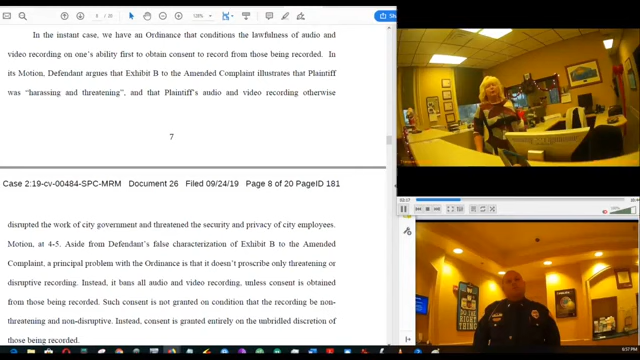 8 / 20
128%
In the instant case, we have an Ordinance that conditions the lawfulness of audio and
video recording on one's ability first to obtain consent to record from those being recorded. In
its Motion, Defendant argues that Exhibit B to the Amended Complaint illustrates that Plaintiff
was "harassing and threatening", and that Plaintiff's audio and video recording otherwise
7
Case 2:19-cv-00484-SPC-MRM Document 26 Filed 09/24/19 Page 8 of 20 PageID 181
disrupted the work of city government and threatened the security and privacy of city employees.
Motion, at 4-5. Aside from Defendant's false characterization of Exhibit B to the Amended
Complaint, a principal problem with the Ordinance is that it doesn't proscribe only threatening or
disruptive recording. Instead, it bans all audio and video recording, unless consent is obtained
from those being recorded. Such consent is not granted on condition that the recording be non-
threatening and non-disruptive. Instead, consent is granted entirely on the unbridled discretion of
those being recorded.
DO THE
RIGHT
THING